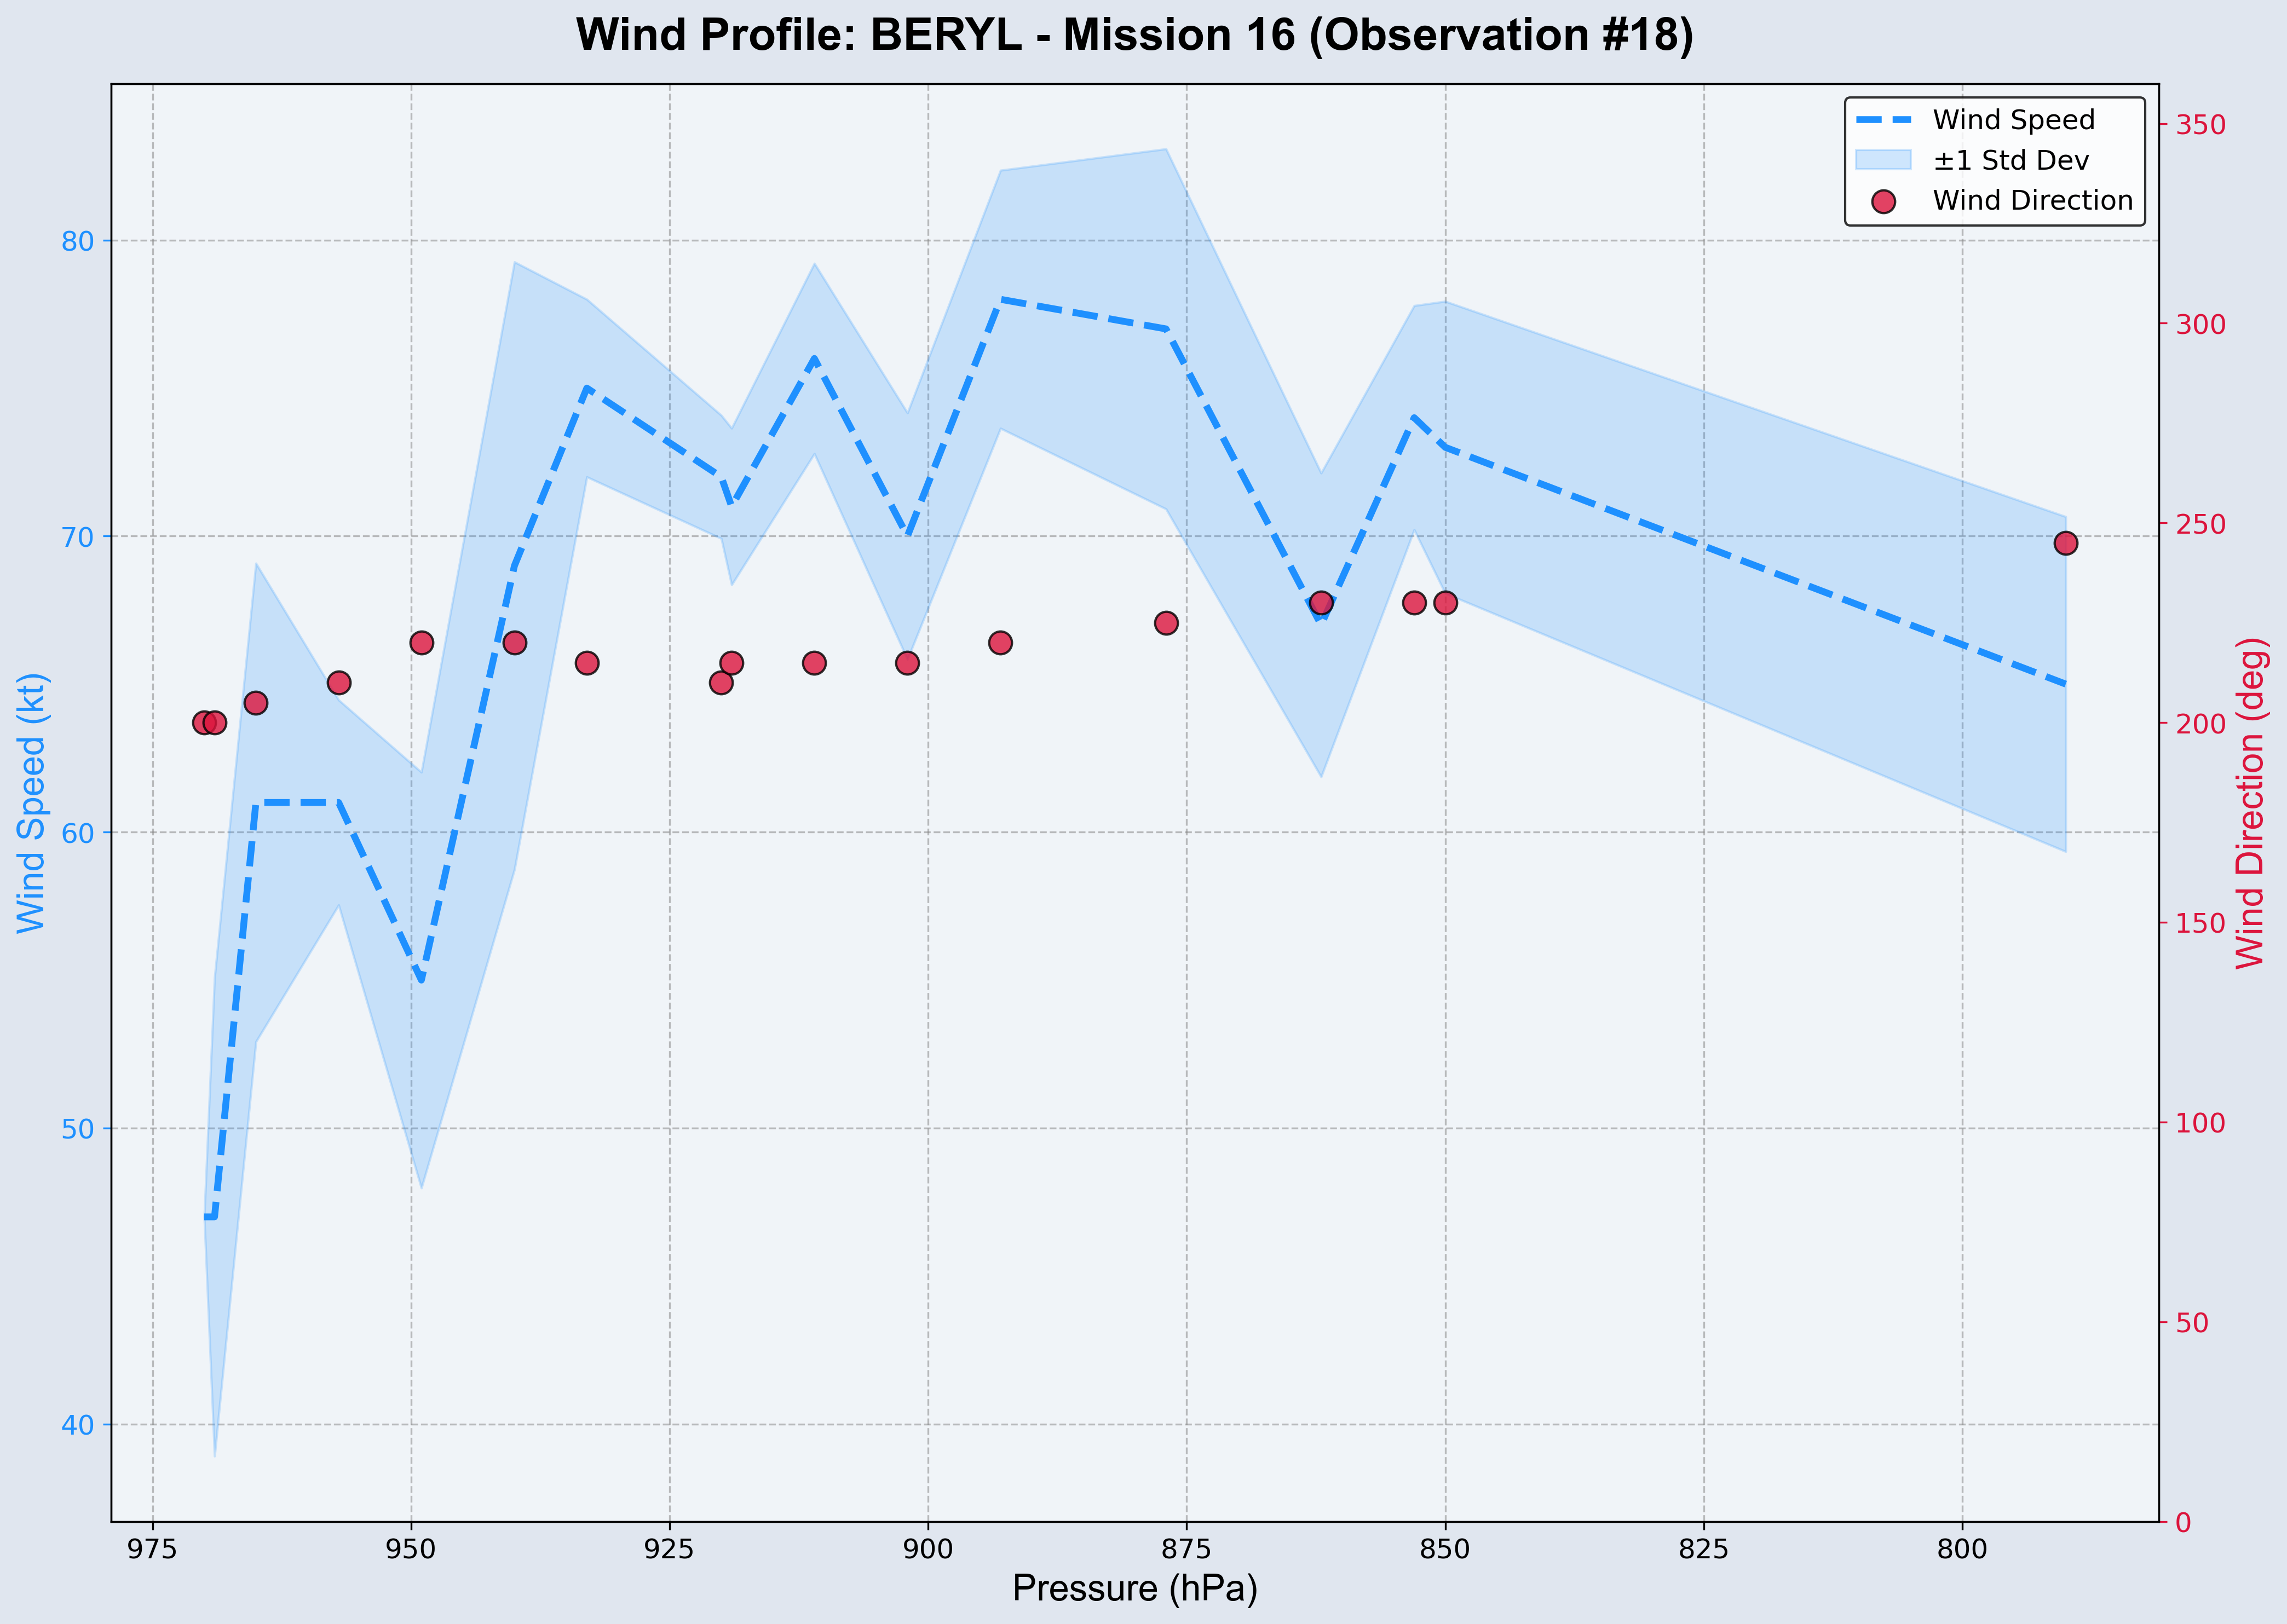 Wind Profile: BERYL - Mission 16 (Observation #18)
Wind Speed
±1 Std Dev
Wind Direction
80
70
60
50
40
Wind Speed (kt)
350
300
250
200
150
100
50
0
Wind Direction (deg)
975 950 925 900 875 850 825 800
Pressure (hPa)